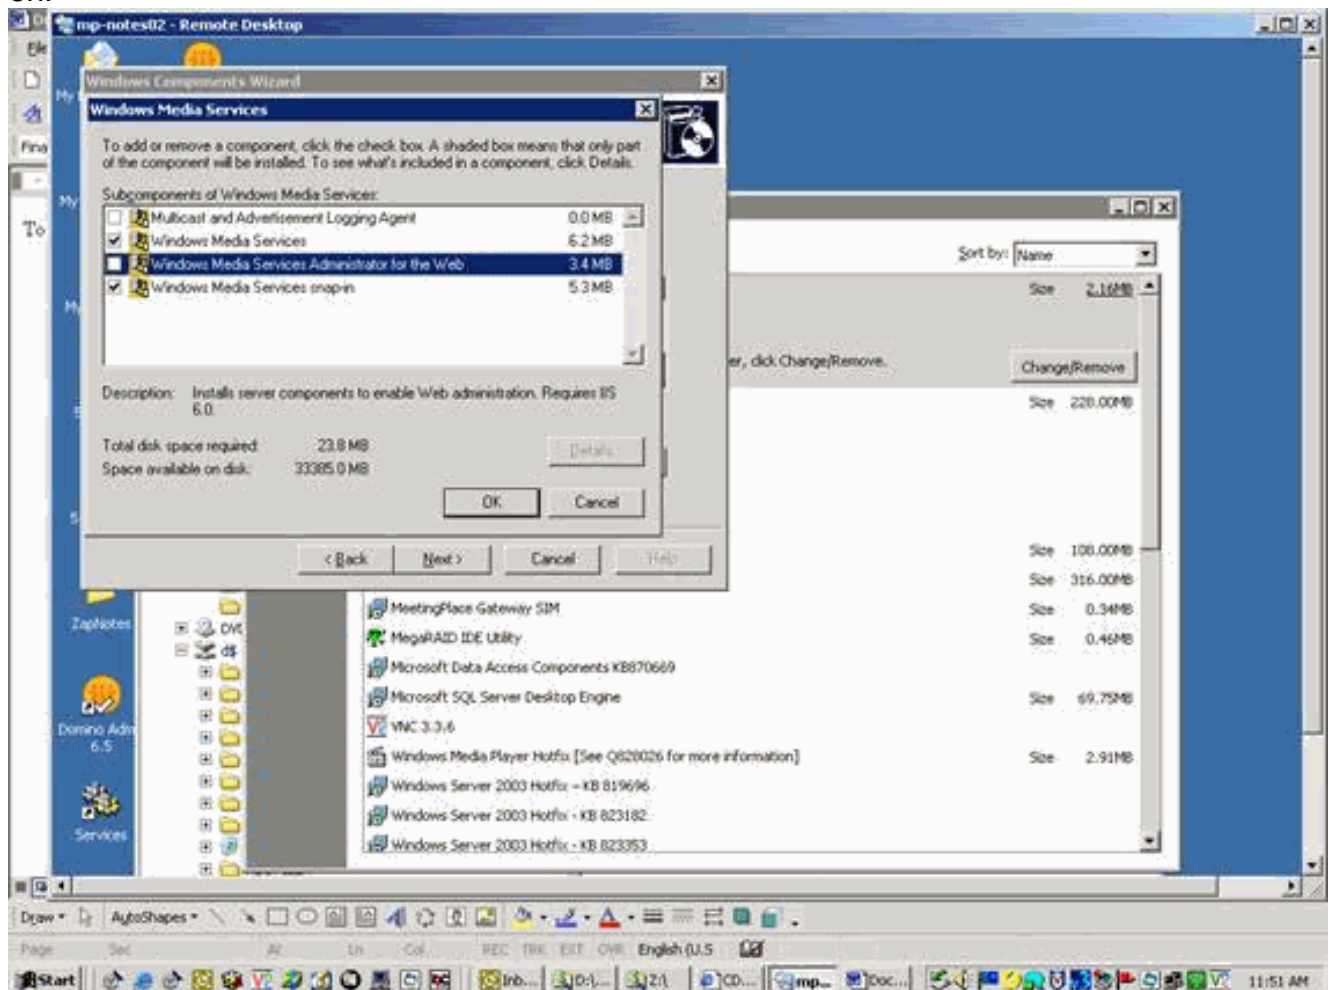 mp-notes02 - Remote Desktop
Windows Components Wizard
Windows Media Services
To add or remove a component, click the check box. A shaded box means that only part
of the component will be installed. To see what's included in a component, click Details.
Subcomponents of Windows Media Services:
Multicast and Advertisement Logging Agent 0.0 MB
Windows Media Services 6.2 MB
Windows Media Services Administrator for the Web 3.4 MB
Windows Media Services snap-in 5.3 MB
Description: Installs server components to enable Web administration. Requires IIS
6.0.
Total disk space required: 23.8 MB
Space available on disk: 33385.0 MB
Details...
OK Cancel
< Back Next > Cancel Help
To
My
My
Sort by: Name
Size 2.16MB
er, click Change/Remove.
Change/Remove
Size 228.00MB
Size 108.00MB
Size 316.00MB
MeetingPlace Gateway SIM Size 0.34MB
MegaRAID IDE Utility Size 0.46MB
Microsoft Data Access Components KB870669
Microsoft SQL Server Desktop Engine Size 69.75MB
VNC 3.3.6
Windows Media Player Hotfix [See Q828026 for more information] Size 2.91MB
Windows Server 2003 Hotfix - KB 819696
Windows Server 2003 Hotfix - KB 823182
Windows Server 2003 Hotfix - KB 823353
ZapNotes
DVD
d$
Domino Adm
6.5
Services
Draw AutoShapes
Page Sec At Ln Col REC TRK EXT OVR English (U.S
Start Inb... D:\... Z:\ CD... mp... Doc... 11:51 AM